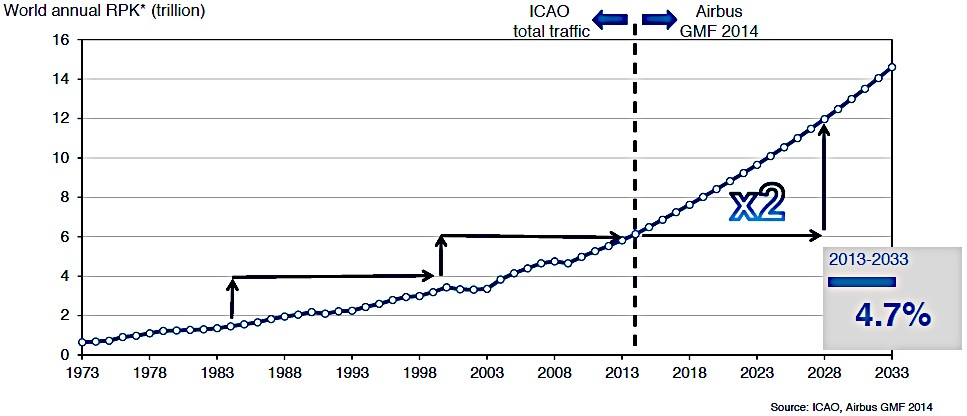 World annual RPK* (trillion)
ICAO
total traffic
Airbus
GMF 2014
16
14
12
10
8
6
4
2
0
x2
2013-2033
4.7%
1973 1978 1983 1988 1993 1998 2003 2008 2013 2018 2023 2028 2033
Source: ICAO, Airbus GMF 2014